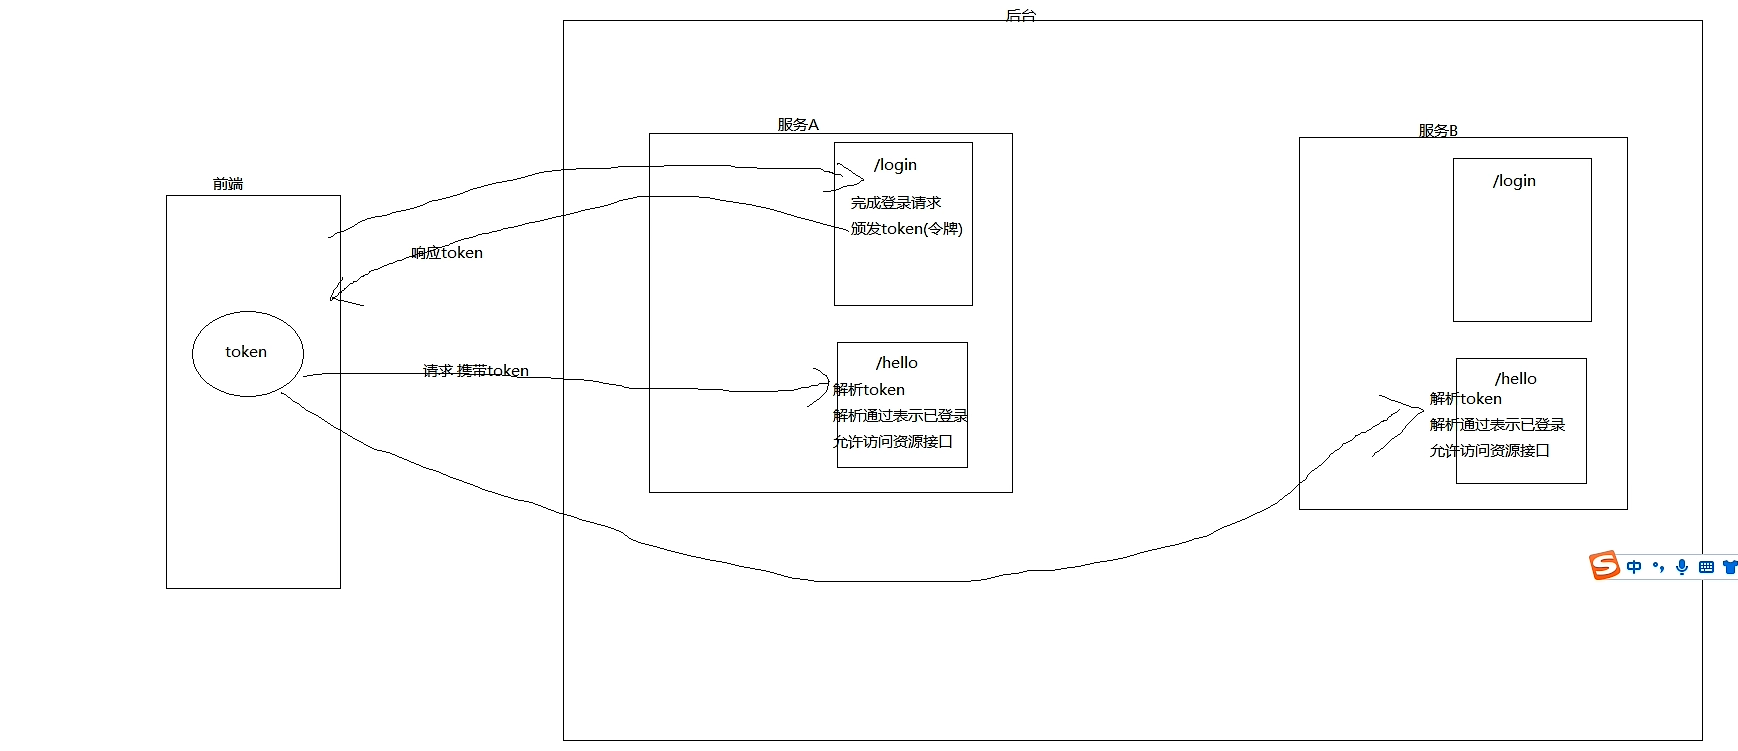 后台
服务A
服务B
前端
/login
完成登录请求
颁发token(令牌)
/login
响应token
token
请求 携带token
/hello
解析token
解析通过表示已登录
允许访问资源接口
/hello
解析token
解析通过表示已登录
允许访问资源接口
S中